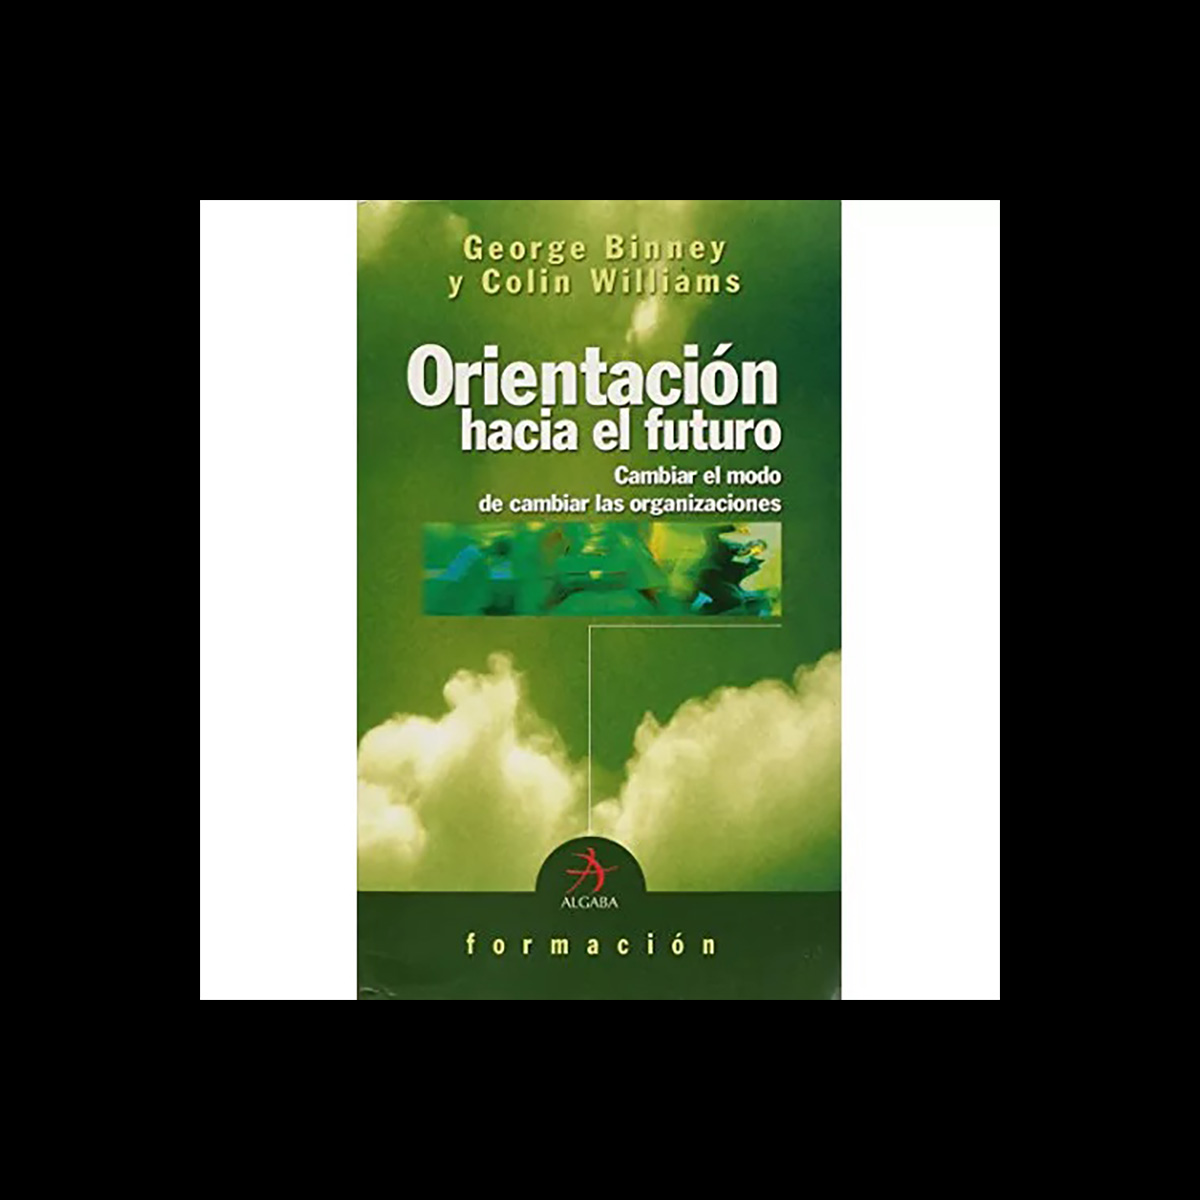 George Binney
y Colin Williams
Orientación
hacia el futuro
Cambiar el modo
de cambiar las organizaciones
ALGABA
formación